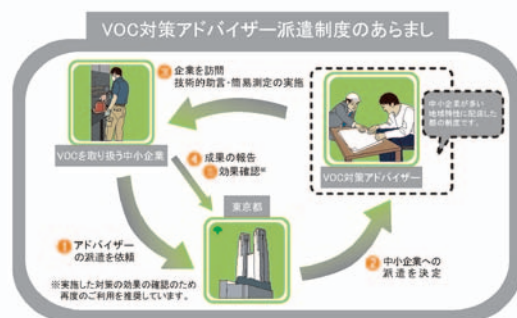 VOC対策アドバイザー派遣制度のあらまし
③ 企業を訪問
技術的助言・簡易測定の実施
中小企業が多い
地域特性に配慮した
都の制度です。
VOCを取り扱う中小企業
④ 成果の報告
⑤ 効果確認※
VOC対策アドバイザー
東京都
① アドバイザー
の派遣を依頼
② 中小企業への
派遣を決定
※実施した対策の効果の確認のため
再度のご利用を推奨しています。